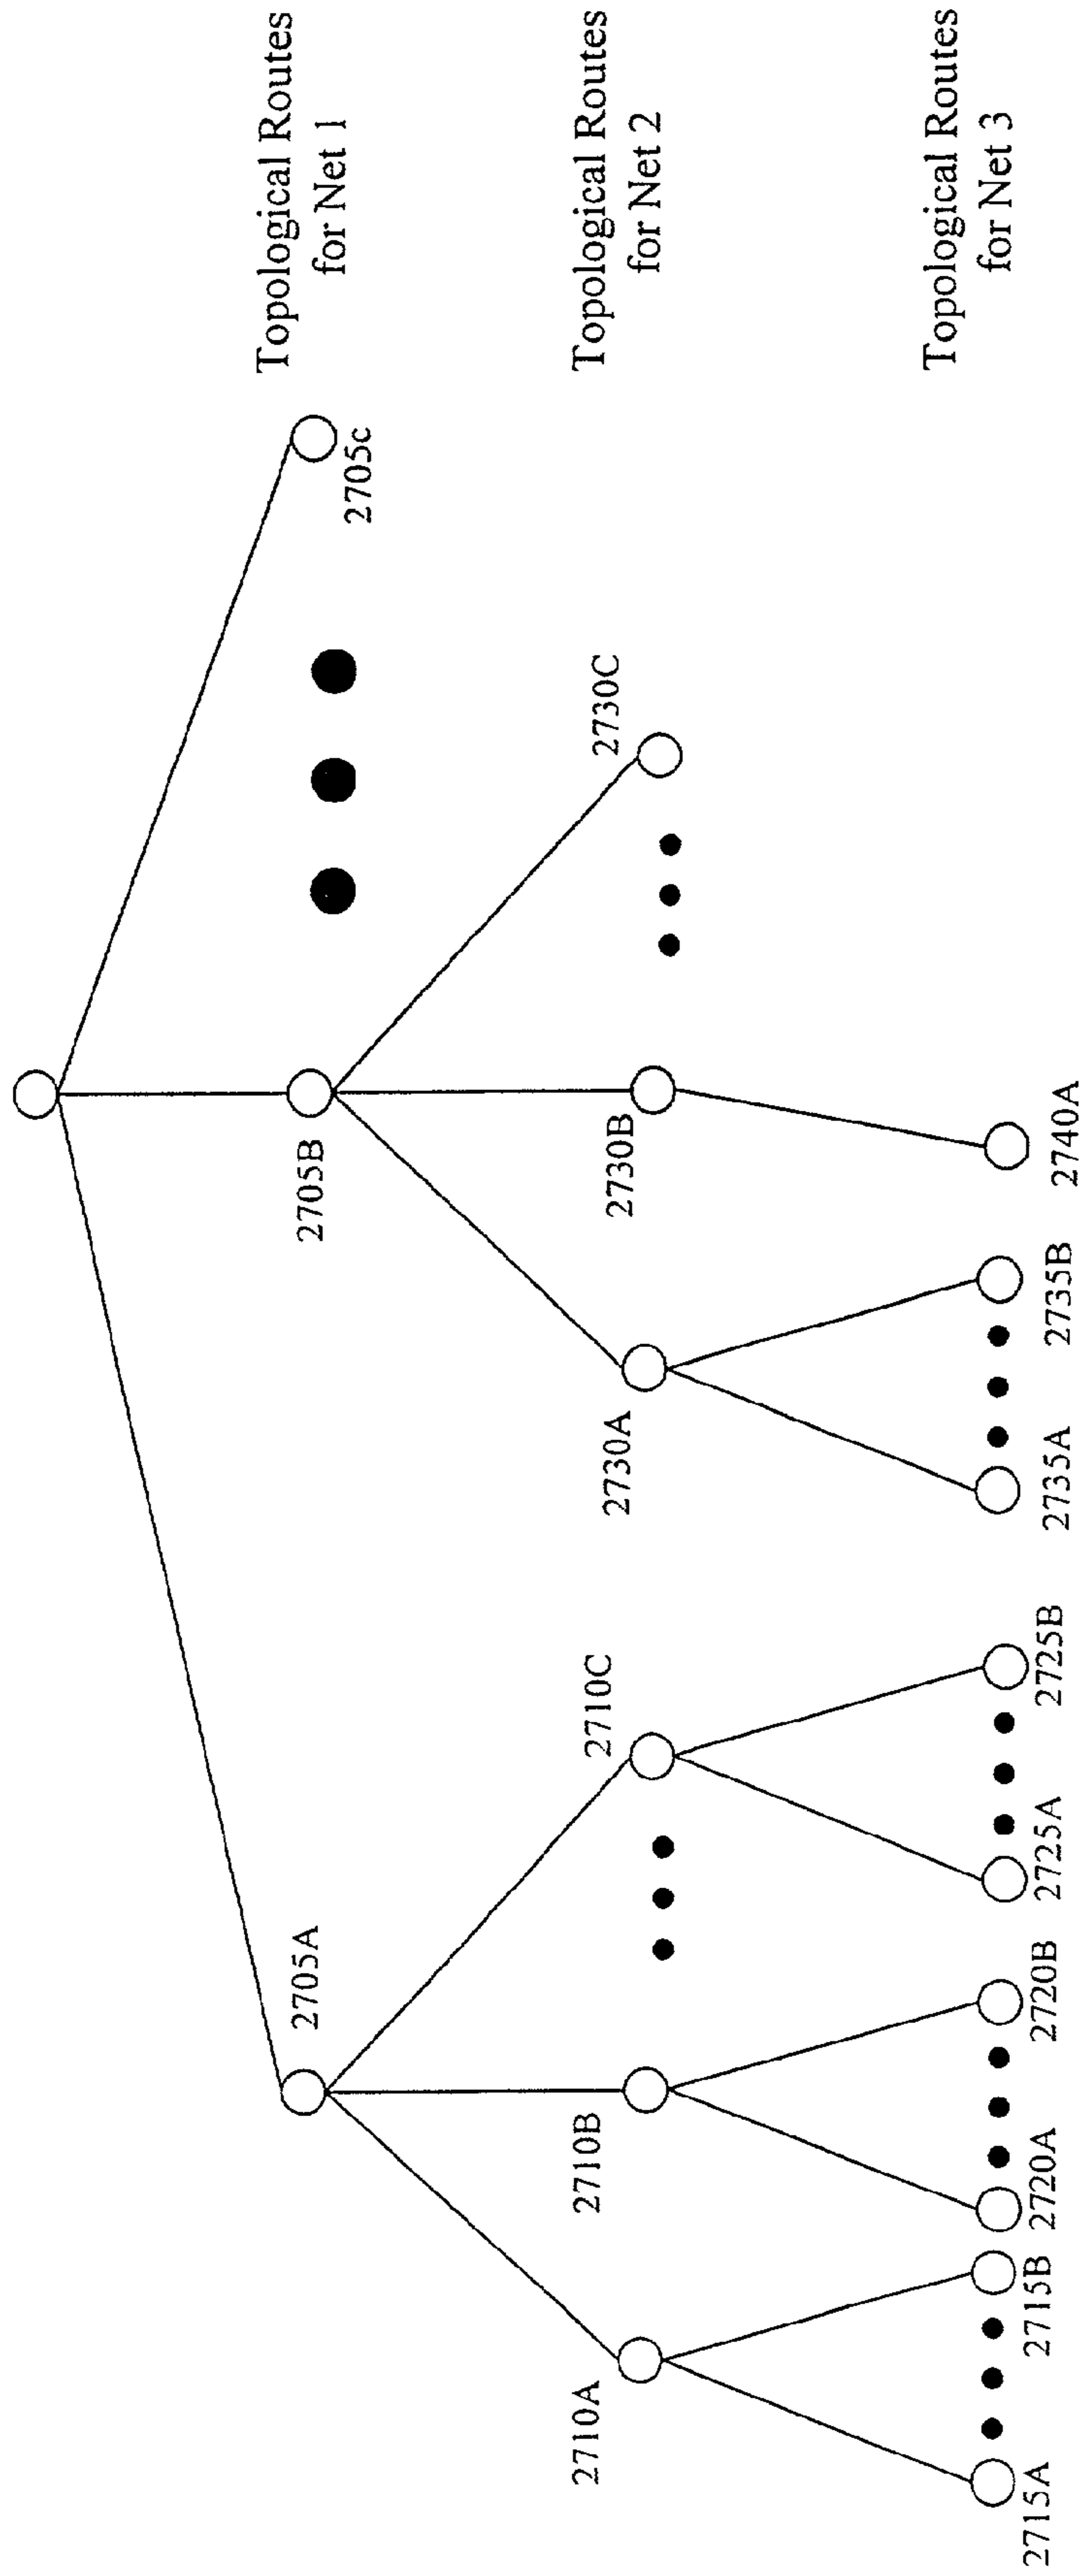 Topological Routes
for Net 1
2705A
2705B
2705c
Topological Routes
for Net 2
2710A
2710B
2710C
2730A
2730B
2730C
Topological Routes
for Net 3
2715A
2715B
2720A
2720B
2725A
2725B
2735A
2735B
2740A